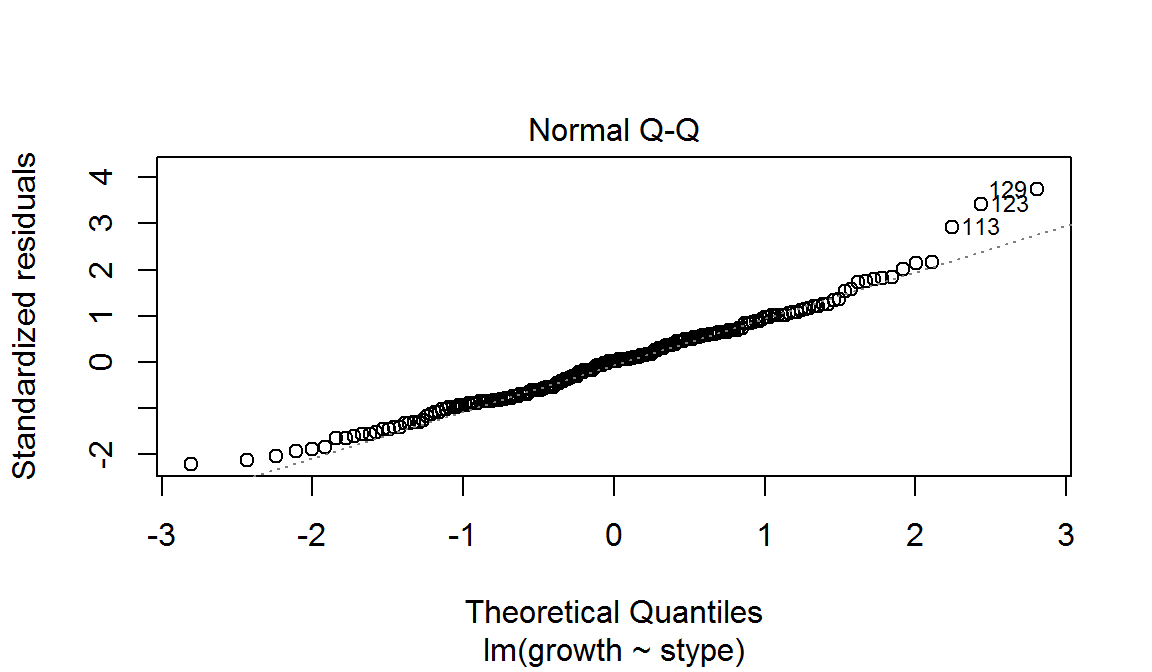 Normal Q-Q
Standardized residuals
4
3
2
1
0
-2
129
123
113
-3 -2 -1 0 1 2 3
Theoretical Quantiles
lm(growth ~ stype)